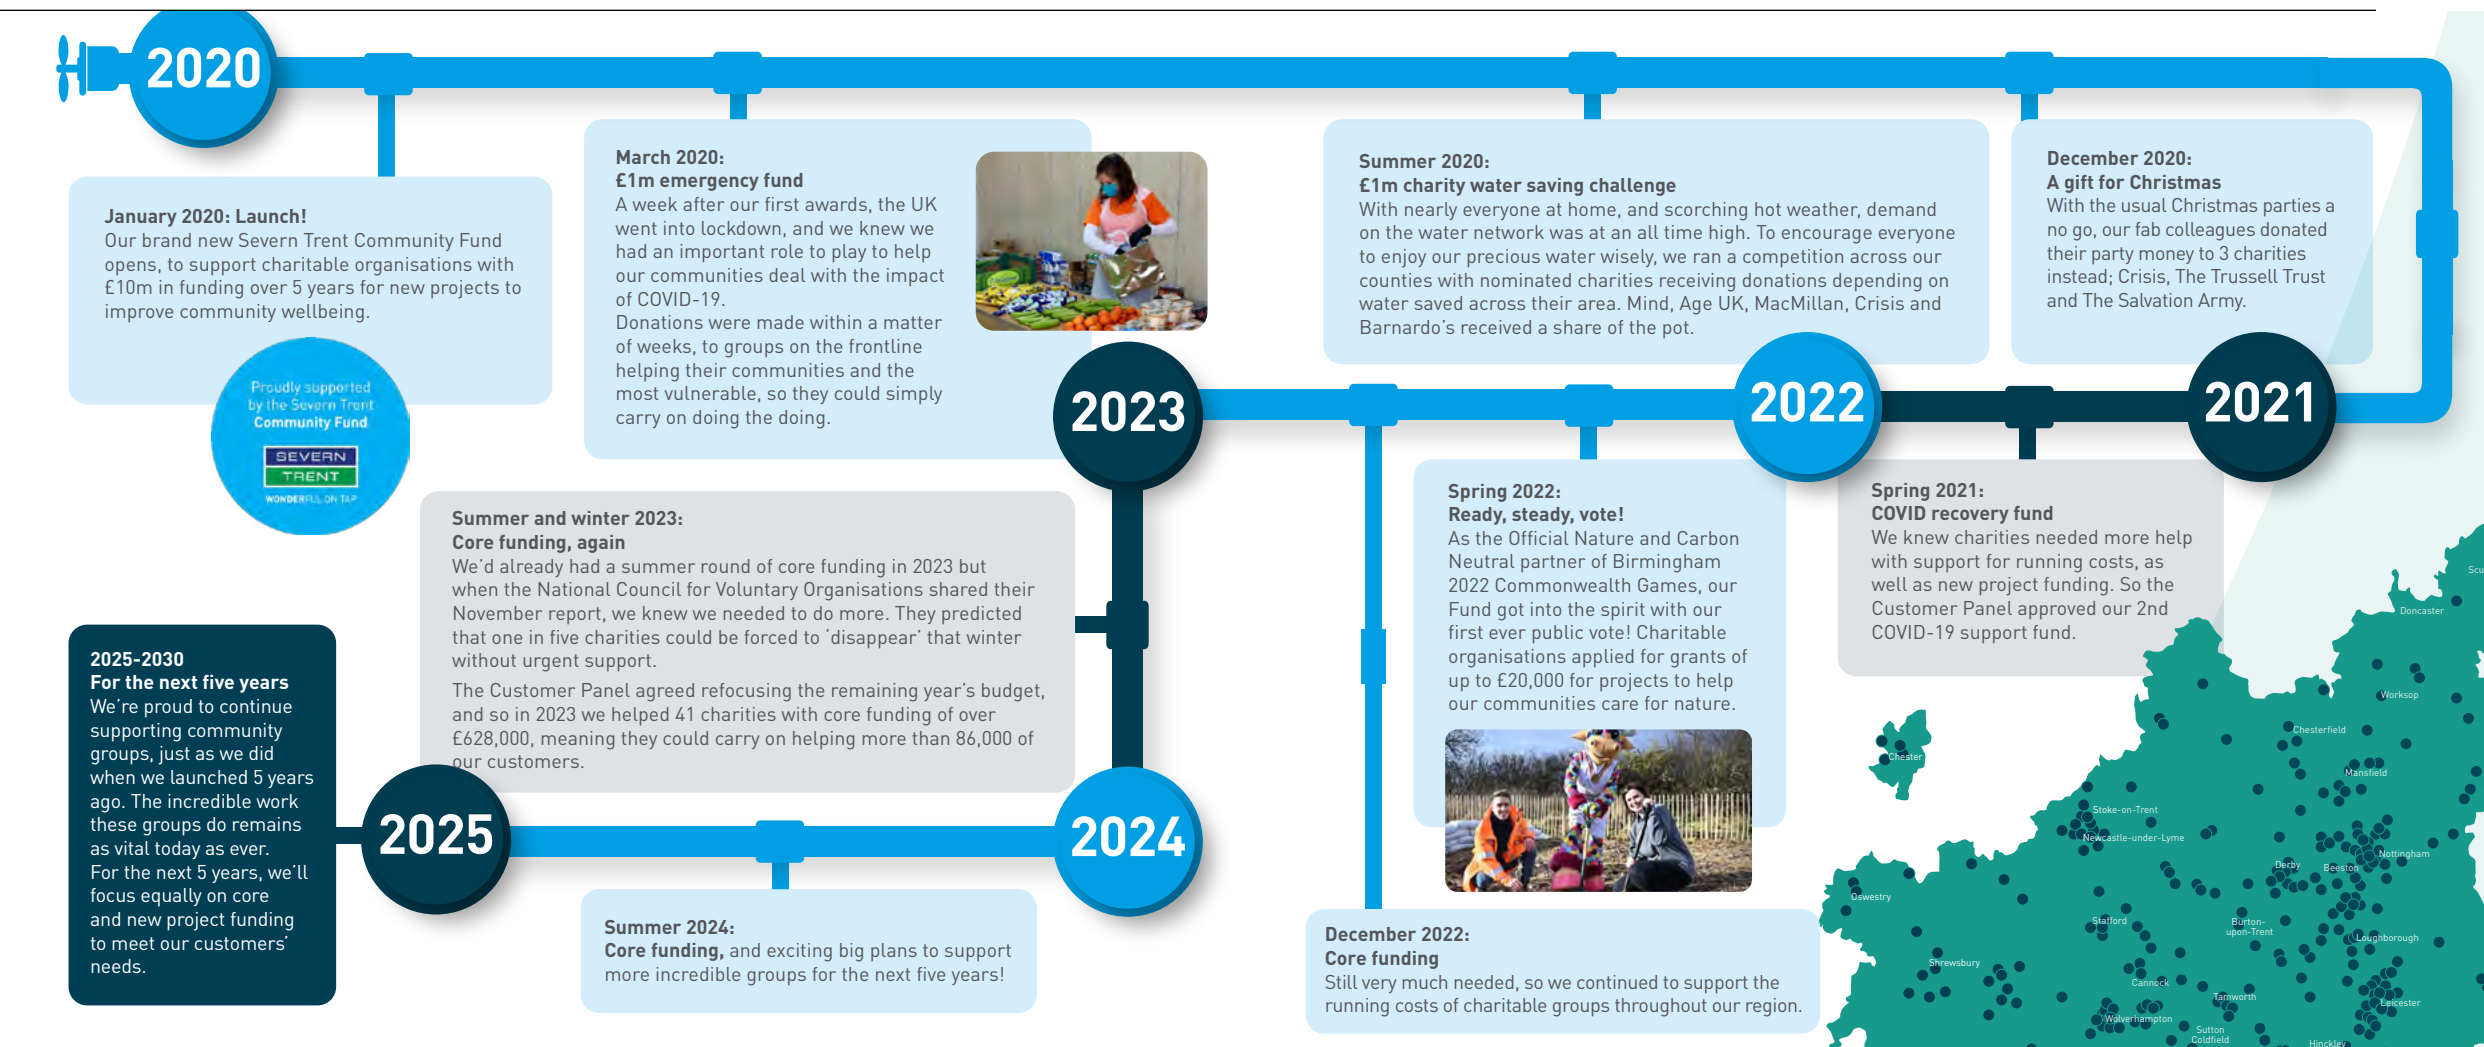 2020
January 2020: Launch!
Our brand new Severn Trent Community Fund
opens, to support charitable organisations with
£10m in funding over 5 years for new projects to
improve community wellbeing.
Proudly supported
by the Severn Trent
Community Fund
SEVERN
TRENT
WONDERFUL ON TAP
March 2020:
£1m emergency fund
A week after our first awards, the UK
went into lockdown, and we knew we
had an important role to play to help
our communities deal with the impact
of COVID-19.
Donations were made within a matter
of weeks, to groups on the frontline
helping their communities and the
most vulnerable, so they could simply
carry on doing the doing.
Summer 2020:
£1m charity water saving challenge
With nearly everyone at home, and scorching hot weather, demand
on the water network was at an all time high. To encourage everyone
to enjoy our precious water wisely, we ran a competition across our
counties with nominated charities receiving donations depending on
water saved across their area. Mind, Age UK, MacMillan, Crisis and
Barnardo's received a share of the pot.
December 2020:
A gift for Christmas
With the usual Christmas parties a
no go, our fab colleagues donated
their party money to 3 charities
instead; Crisis, The Trussell Trust
and The Salvation Army.
2021
Spring 2021:
COVID recovery fund
We knew charities needed more help
with support for running costs, as
well as new project funding. So the
Customer Panel approved our 2nd
COVID-19 support fund.
2022
Spring 2022:
Ready, steady, vote!
As the Official Nature and Carbon
Neutral partner of Birmingham
2022 Commonwealth Games, our
Fund got into the spirit with our
first ever public vote! Charitable
organisations applied for grants of
up to £20,000 for projects to help
our communities care for nature.
December 2022:
Core funding
Still very much needed, so we continued to support the
running costs of charitable groups throughout our region.
2023
Summer and winter 2023:
Core funding, again
We'd already had a summer round of core funding in 2023 but
when the National Council for Voluntary Organisations shared their
November report, we knew we needed to do more. They predicted
that one in five charities could be forced to 'disappear' that winter
without urgent support.
The Customer Panel agreed refocusing the remaining year's budget,
and so in 2023 we helped 41 charities with core funding of over
£628,000, meaning they could carry on helping more than 86,000 of
our customers.
2024
Summer 2024:
Core funding, and exciting big plans to support
more incredible groups for the next five years!
2025
2025-2030
For the next five years
We're proud to continue
supporting community
groups, just as we did
when we launched 5 years
ago. The incredible work
these groups do remains
as vital today as ever.
For the next 5 years, we'll
focus equally on core
and new project funding
to meet our customers'
needs.
Scu
Doncaster
Worksop
Chesterfield
Chester
Mansfield
Stoke-on-Trent
Newcastle-under-Lyme
Nottingham
Derby
Beeston
Oswestry
Stafford
Burton-
upon-Trent
Loughborough
Shrewsbury
Cannock
Tamworth
Leicester
Wolverhampton
Sutton
Coldfield
Hinckley